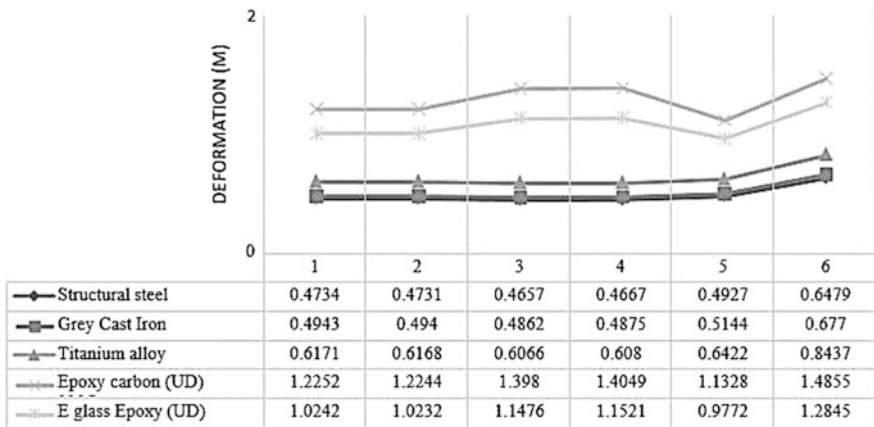 2
DEFORMATION (M)
0
1 2 3 4 5 6
Structural steel 0.4734 0.4731 0.4657 0.4667 0.4927 0.6479
Grey Cast Iron 0.4943 0.494 0.4862 0.4875 0.5144 0.677
Titanium alloy 0.6171 0.6168 0.6066 0.608 0.6422 0.8437
Epoxy carbon (UD) 1.2252 1.2244 1.398 1.4049 1.1328 1.4855
E glass Epoxy (UD) 1.0242 1.0232 1.1476 1.1521 0.9772 1.2845